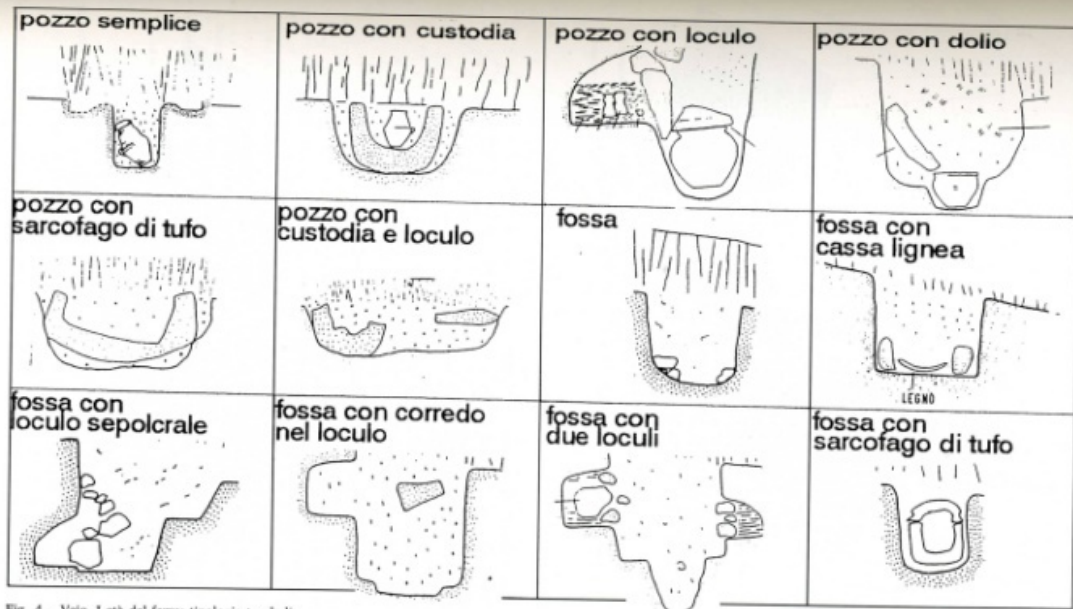 pozzo semplice
pozzo con custodia
pozzo con loculo
pozzo con dolio
pozzo con
sarcofago di tufo
pozzo con
custodia e loculo
fossa
fossa con
cassa lignea
LEGNO
fossa con
loculo sepolcrale
fossa con corredo
nel loculo
fossa con
due loculi
fossa con
sarcofago di tufo